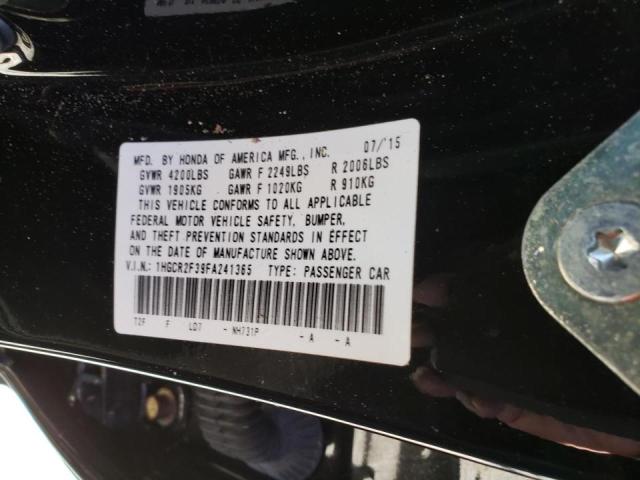 MFD. BY HONDA OF AMERICA MFG., INC. 07/'15
GVWR 4200LBS GAWR F 2249LBS R 2006LBS
GVWR 1905KG GAWR F 1020KG R 910KG
THIS VEHICLE CONFORMS TO ALL APPLICABLE
FEDERAL MOTOR VEHICLE SAFETY, BUMPER,
AND THEFT PREVENTION STANDARDS IN EFFECT
ON THE DATE OF MANUFACTURE SHOWN ABOVE.
V.I.N.: 1HGCR2F39FA241365 TYPE: PASSENGER CAR
T2F F LD7 - NH731P - A - A